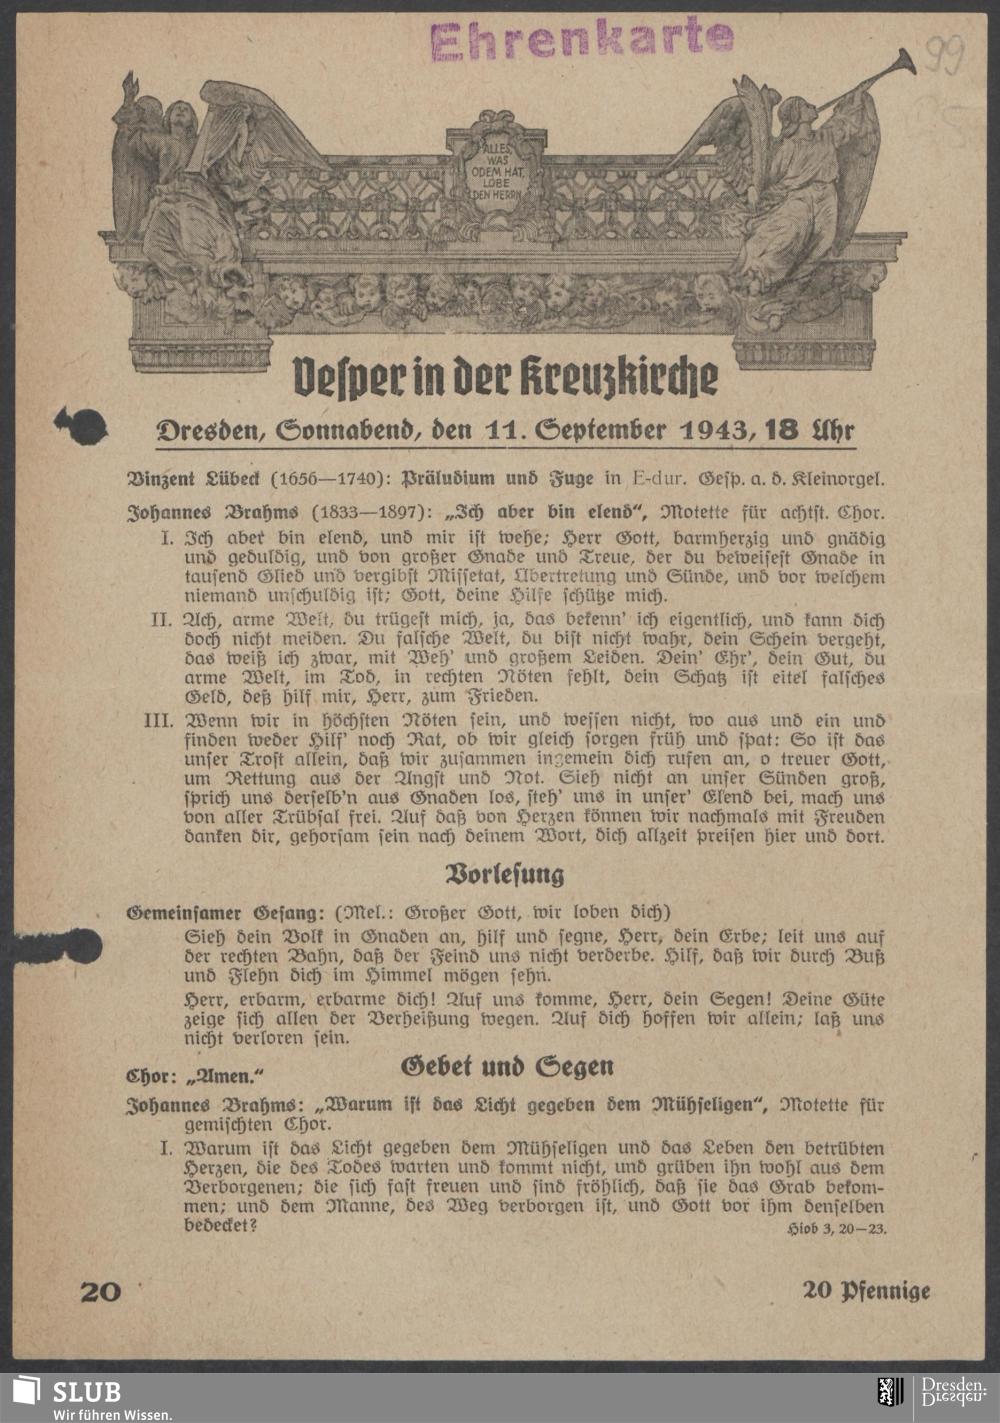 Ehrenkarte
99
ALLES,
WAS
ODEM HAT,
LOBE
DEN HERRN
Vesper in der Kreuzkirche
Dresden, Sonnabend, den 11. September 1943, 18 Uhr
Vinzent Lübeck (1656—1740): Präludium und Fuge in E-dur. Gesp. a. d. Kleinorgel.
Johannes Brahms (1833—1897): „Ich aber bin elend“, Motette für achtst. Chor.
I. Ich aber bin elend, und mir ist wehe; Herr Gott, barmherzig und gnädig
und geduldig, und von großer Gnade und Treue, der du beweisest Gnade in
tausend Glied und vergibst Missetat, Übertretung und Sünde, und vor welchem
niemand unschuldig ist; Gott, deine Hilfe schütze mich.
II. Ach, arme Welt, du trügest mich, ja, das bekenn' ich eigentlich, und kann dich
doch nicht meiden. Du falsche Welt, du bist nicht wahr, dein Schein vergeht,
das weiß ich zwar, mit Weh' und großem Leiden. Dein' Ehr', dein Gut, du
arme Welt, im Tod, in rechten Nöten fehlt, dein Schatz ist eitel falsches
Geld, deß hilf mir, Herr, zum Frieden.
III. Wenn wir in höchsten Nöten sein, und wessen nicht, wo aus und ein und
finden weder Hilf' noch Rat, ob wir gleich sorgen früh und spat: So ist das
unser Trost allein, daß wir zusammen ingemein dich rufen an, o treuer Gott,
um Rettung aus der Angst und Not. Sieh nicht an unser Sünden groß,
sprich uns derselb'n aus Gnaden los, steh' uns in unser' Elend bei, mach uns
von aller Trübsal frei. Auf daß von Herzen können wir nachmals mit Freuden
danken dir, gehorsam sein nach deinem Wort, dich allzeit preisen hier und dort.
Vorlesung
Gemeinsamer Gesang: (Mel.: Großer Gott, wir loben dich)
Sieh dein Volk in Gnaden an, hilf und segne, Herr, dein Erbe; leit uns auf
der rechten Bahn, daß der Feind uns nicht verderbe. Hilf, daß wir durch Buß
und Flehn dich im Himmel mögen sehn.
Herr, erbarm, erbarme dich! Auf uns komme, Herr, dein Segen! Deine Güte
zeige sich allen der Verheißung wegen. Auf dich hoffen wir allein; laß uns
nicht verloren sein.
Gebet und Segen
Chor: „Amen.“
Johannes Brahms: „Warum ist das Licht gegeben dem Mühseligen“, Motette für
gemischten Chor.
I. Warum ist das Licht gegeben dem Mühseligen und das Leben den betrübten
Herzen, die des Todes warten und kommt nicht, und grüben ihn wohl aus dem
Verborgenen; die sich fast freuen und sind fröhlich, daß sie das Grab bekom-
men; und dem Manne, des Weg verborgen ist, und Gott vor ihm denselben
bedecket?
Hiob 3, 20—23.
20
20 Pfennige
SLUB
Wir führen Wissen.
Dresden.
Dresden.